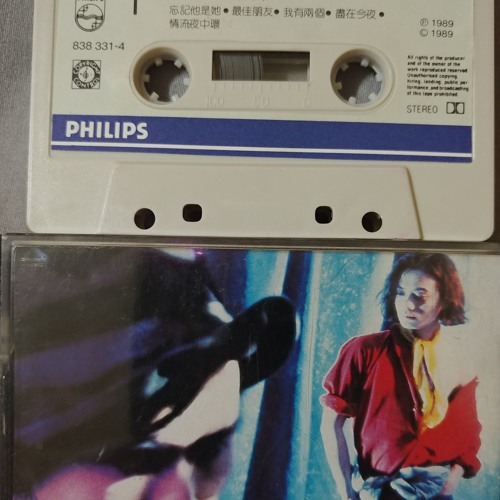 忘記他是她●最佳朋友●我有兩個●盡在今夜●
情流夜中環
838 331-4
Ⓟ 1989
© 1989
All rights of the producer
and of the owner of the
work reproduced reserved
Unauthorised copying
hiring, lending, public per
formance and broadcasting
of this tape prohibited
STEREO
PHILIPS
100 50